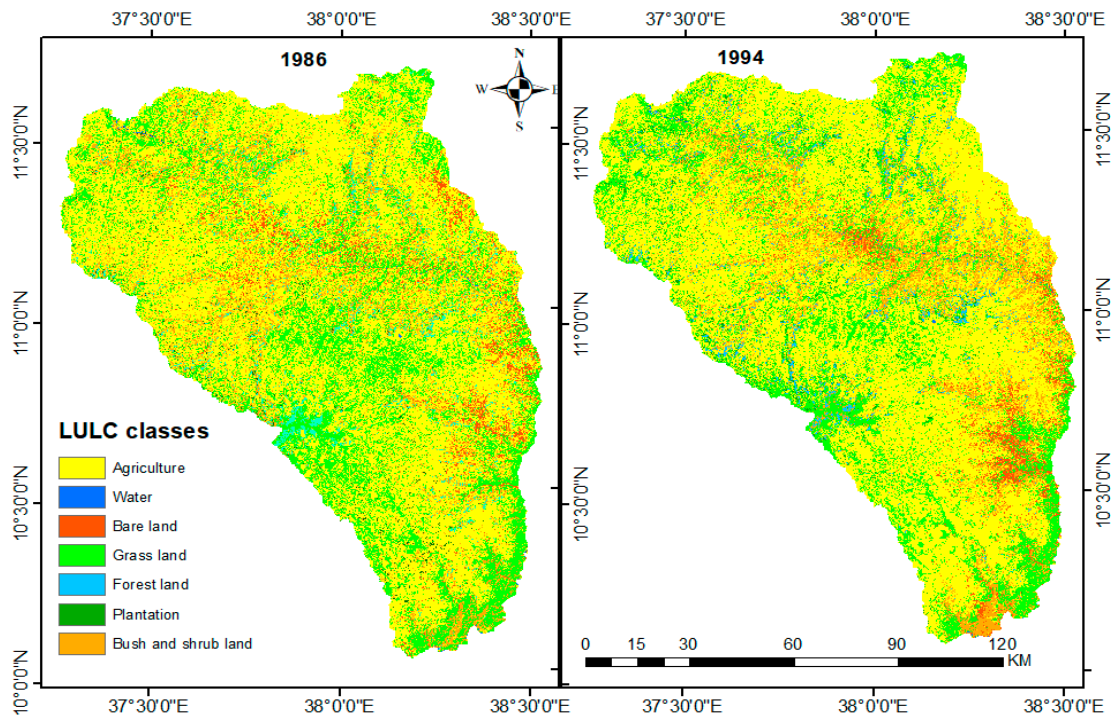 37°30'0"E 38°0'0"E 38°30'0"E 37°30'0"E 38°0'0"E 38°30'0"E
1986
1994
N
W E
S
11°30'0"N
11°0'0"N
10°30'0"N
10°0'0"N
LULC classes
Agriculture
Water
Bare land
Grass land
Forest land
Plantation
Bush and shrub land
0 15 30 60 90 120
KM
11°30'0"N
11°0'0"N
10°30'0"N
37°30'0"E 38°0'0"E 38°30'0"E 37°30'0"E 38°0'0"E 38°30'0"E